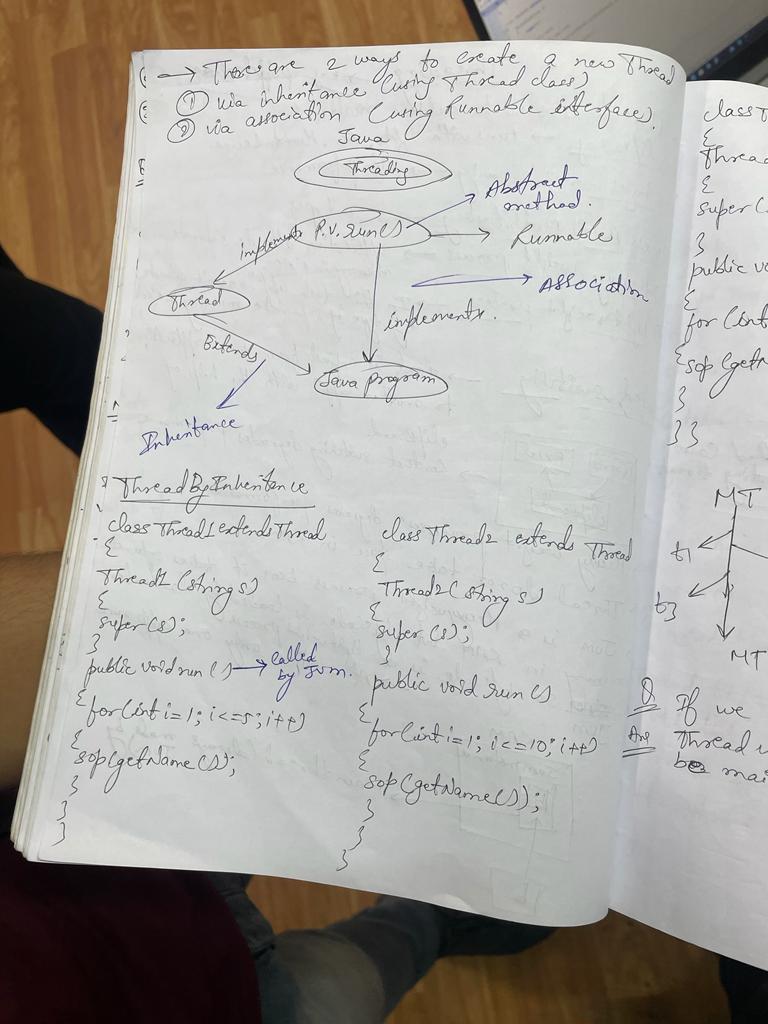 → There are 2 ways to create a new Thread
① via inheritance (using Thread class)
② via association (using Runnable interface).
Java
Threading
Abstract
method.
implements
P.V. run()
Runnable
Association
Thread
implements.
Extends
Java program
Inheritance
ThreadByInheritence
class Thread1 extends Thread
{
Thread1 (string s)
{
super(s);
}
public void run() → called
by JVM.
{
for(int i=1; i<=5; i++)
{
sop(getName());
}
}
}
class Thread2 extends Thread
{
Thread2(string s)
{
super(s);
}
public void run()
{
for(int i=1; i<=10; i++)
{
sop(getName());
}
}
}
class T
{
Thread
{
super(
}
public vo
{
for (int
{sop(getN
}
}}
MT
t1
t3
MT
Q If we
Ans Thread
be mai